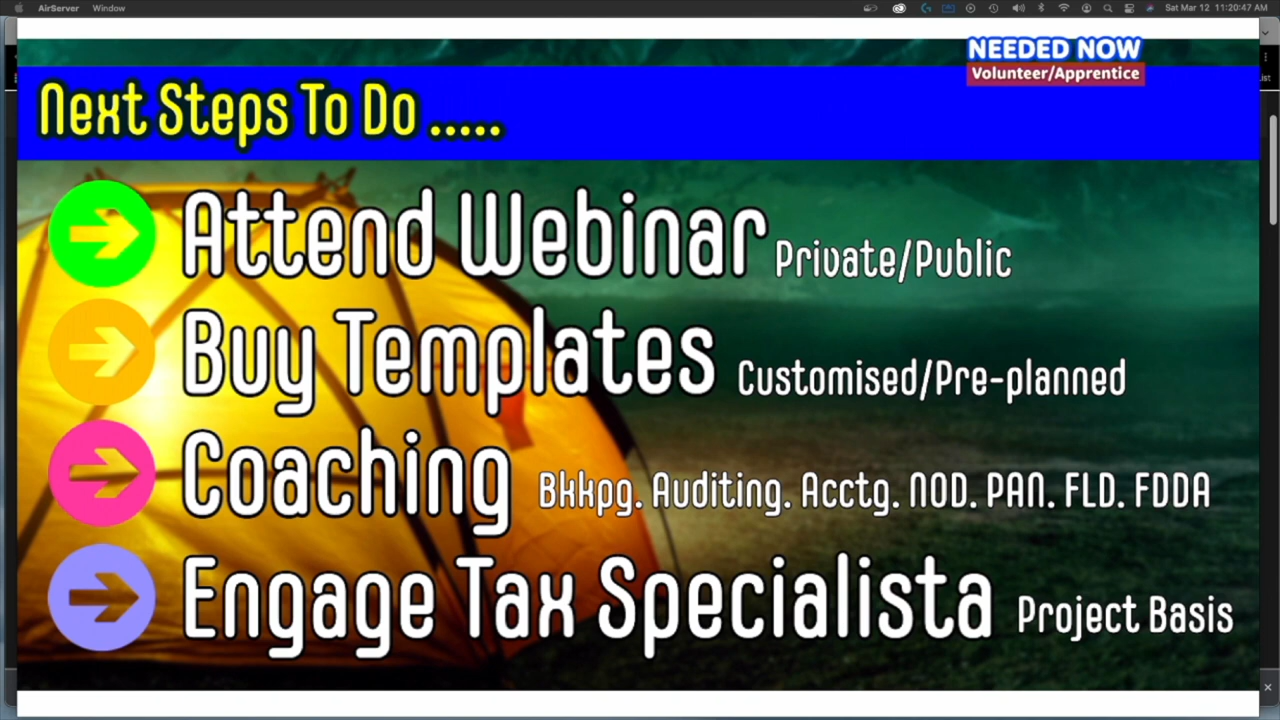 AirServer Window Sat Mar 12 11:20:47 AM
NEEDED NOW
Volunteer/Apprentice
Next Steps To Do .....
Attend Webinar Private/Public
Buy Templates Customised/Pre-planned
Coaching Bkkpg. Auditing. Acctg. NOD. PAN. FLD. FDDA
Engage Tax Specialista Project Basis